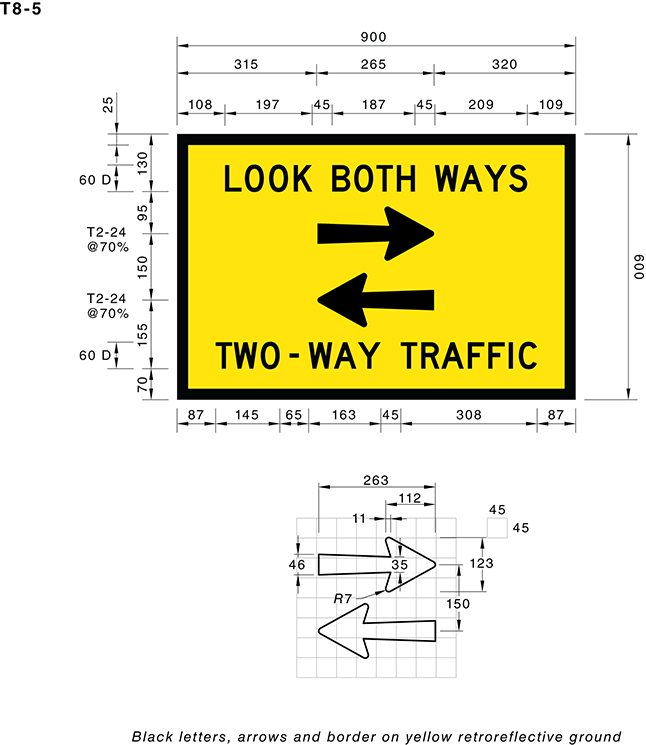 T8-5
900
315 265 320
108 197 45 187 45 209 109
25
130
60 D
LOOK BOTH WAYS
95
T2-24
@70%
150
600
T2-24
@70%
155
60 D
TWO-WAY TRAFFIC
70
87 145 65 163 45 308 87
263
112
11
45
45
46
35
123
R7
150
Black letters, arrows and border on yellow retroreflective ground